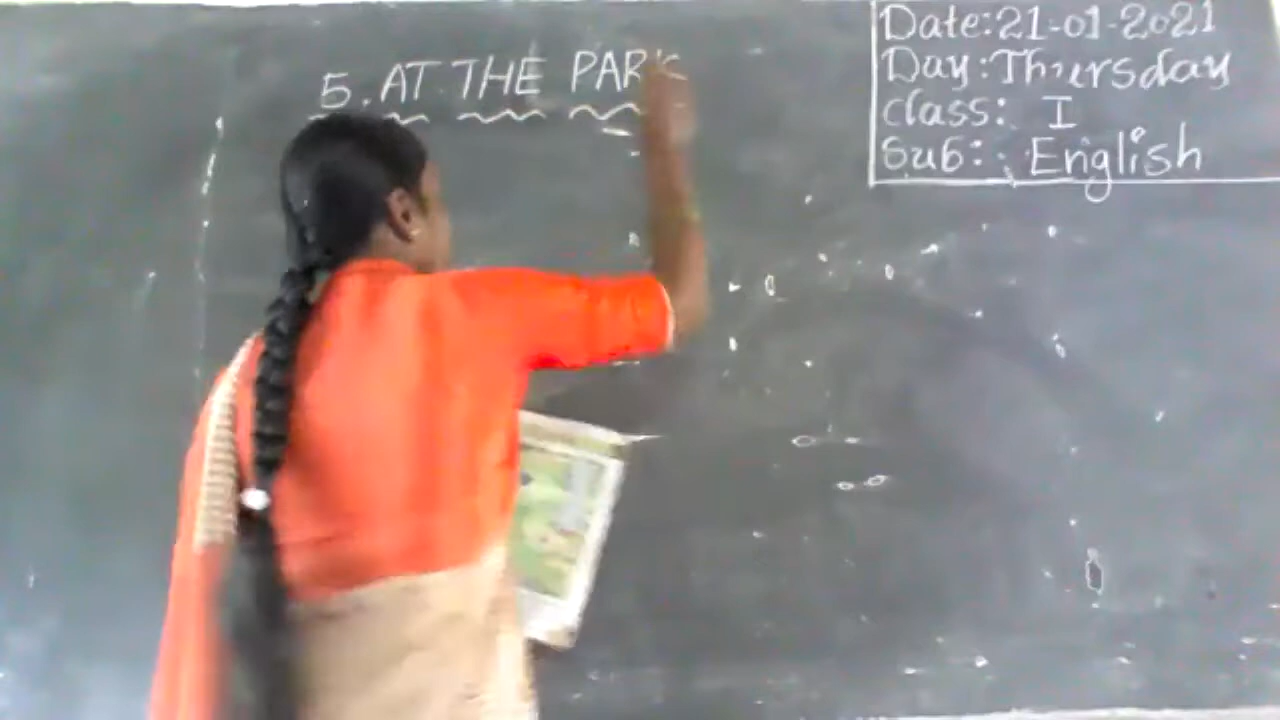 5. AT THE PARK
Date:21-01-2021
Day:Thursday
class: I
Sub: English